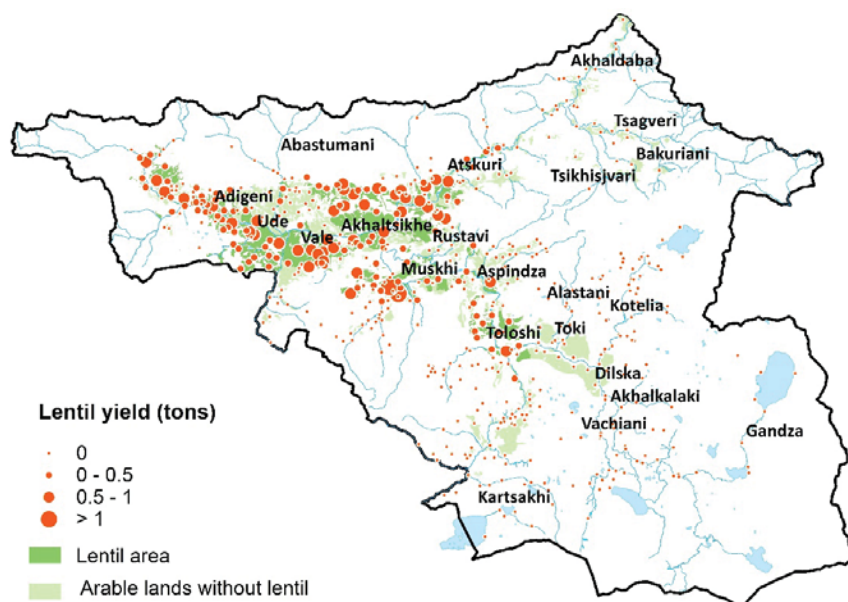 Akhaldaba
Tsagveri
Abastumani
Bakuriani
Atskuri
Tsikhisjvari
Adigeni
Ude
Akhaltsikhe
Vale
Rustavi
Muskhi
Aspindza
Alastani
Kotelia
Toloshi
Toki
Dilska
Akhalkalaki
Vachiani
Gandza
Kartsakhi
Lentil yield (tons)
0
0 - 0.5
0.5 - 1
> 1
Lentil area
Arable lands without lentil